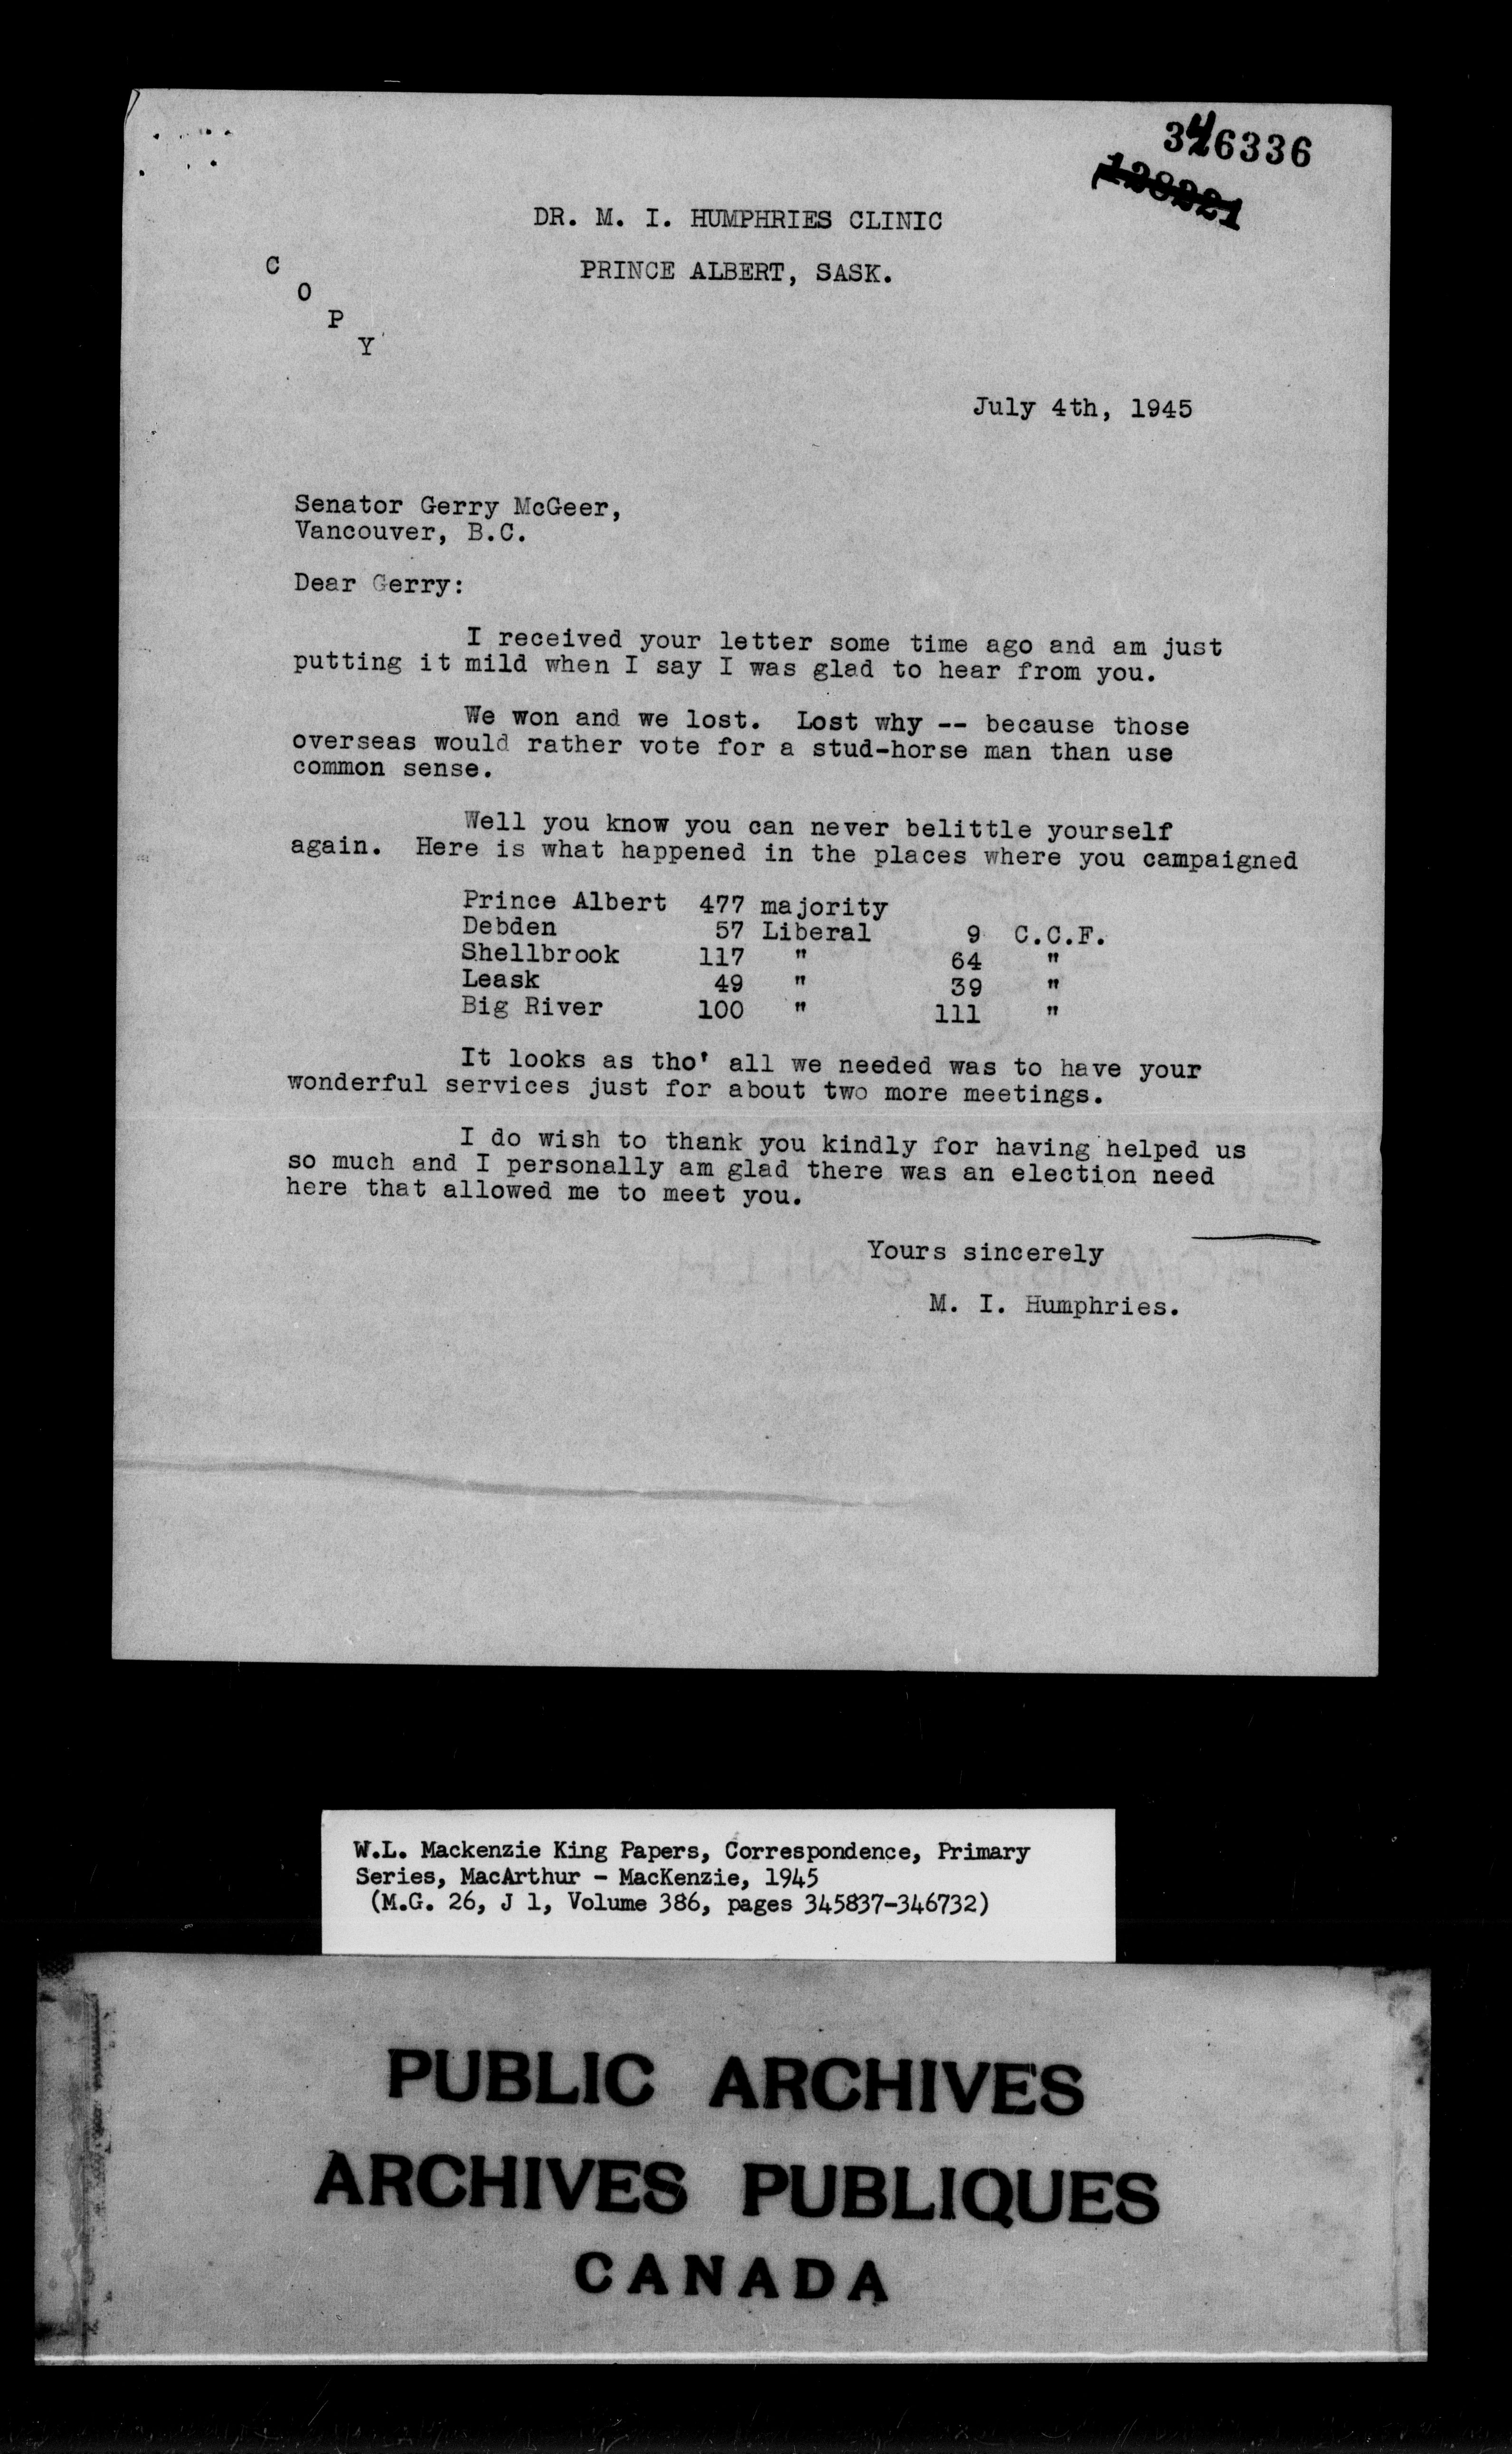 346336
128221
DR. M. I. HUMPHRIES CLINIC
PRINCE ALBERT, SASK.
C
O
P
Y
July 4th, 1945
Senator Gerry McGeer,
Vancouver, B.C.
Dear Gerry:
I received your letter some time ago and am just
putting it mild when I say I was glad to hear from you.
We won and we lost. Lost why -- because those
overseas would rather vote for a stud-horse man than use
common sense.
Well you know you can never belittle yourself
again. Here is what happened in the places where you campaigned
Prince Albert 477 majority
Debden 57 Liberal 9 C.C.F.
Shellbrook 117 " 64 "
Leask 49 " 39 "
Big River 100 " 111 "
It looks as tho' all we needed was to have your
wonderful services just for about two more meetings.
I do wish to thank you kindly for having helped us
so much and I personally am glad there was an election need
here that allowed me to meet you.
Yours sincerely
M. I. Humphries.
W.L. Mackenzie King Papers, Correspondence, Primary
Series, MacArthur - MacKenzie, 1945
(M.G. 26, J 1, Volume 386, pages 345837-346732)
PUBLIC ARCHIVES
ARCHIVES PUBLIQUES
CANADA